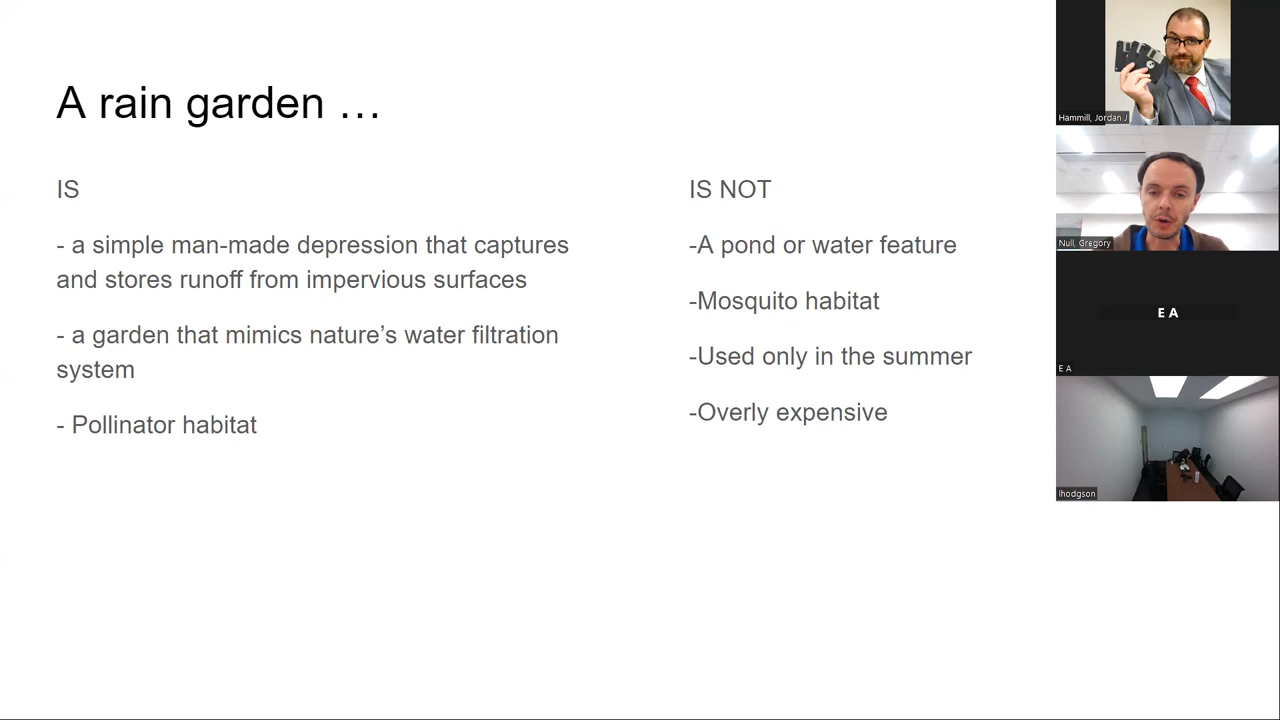 A rain garden …
IS
- a simple man-made depression that captures
and stores runoff from impervious surfaces
- a garden that mimics nature’s water filtration
system
- Pollinator habitat
IS NOT
-A pond or water feature
-Mosquito habitat
-Used only in the summer
-Overly expensive
Hammill, Jordan J
Null, Gregory
E A
E A
lhodgson